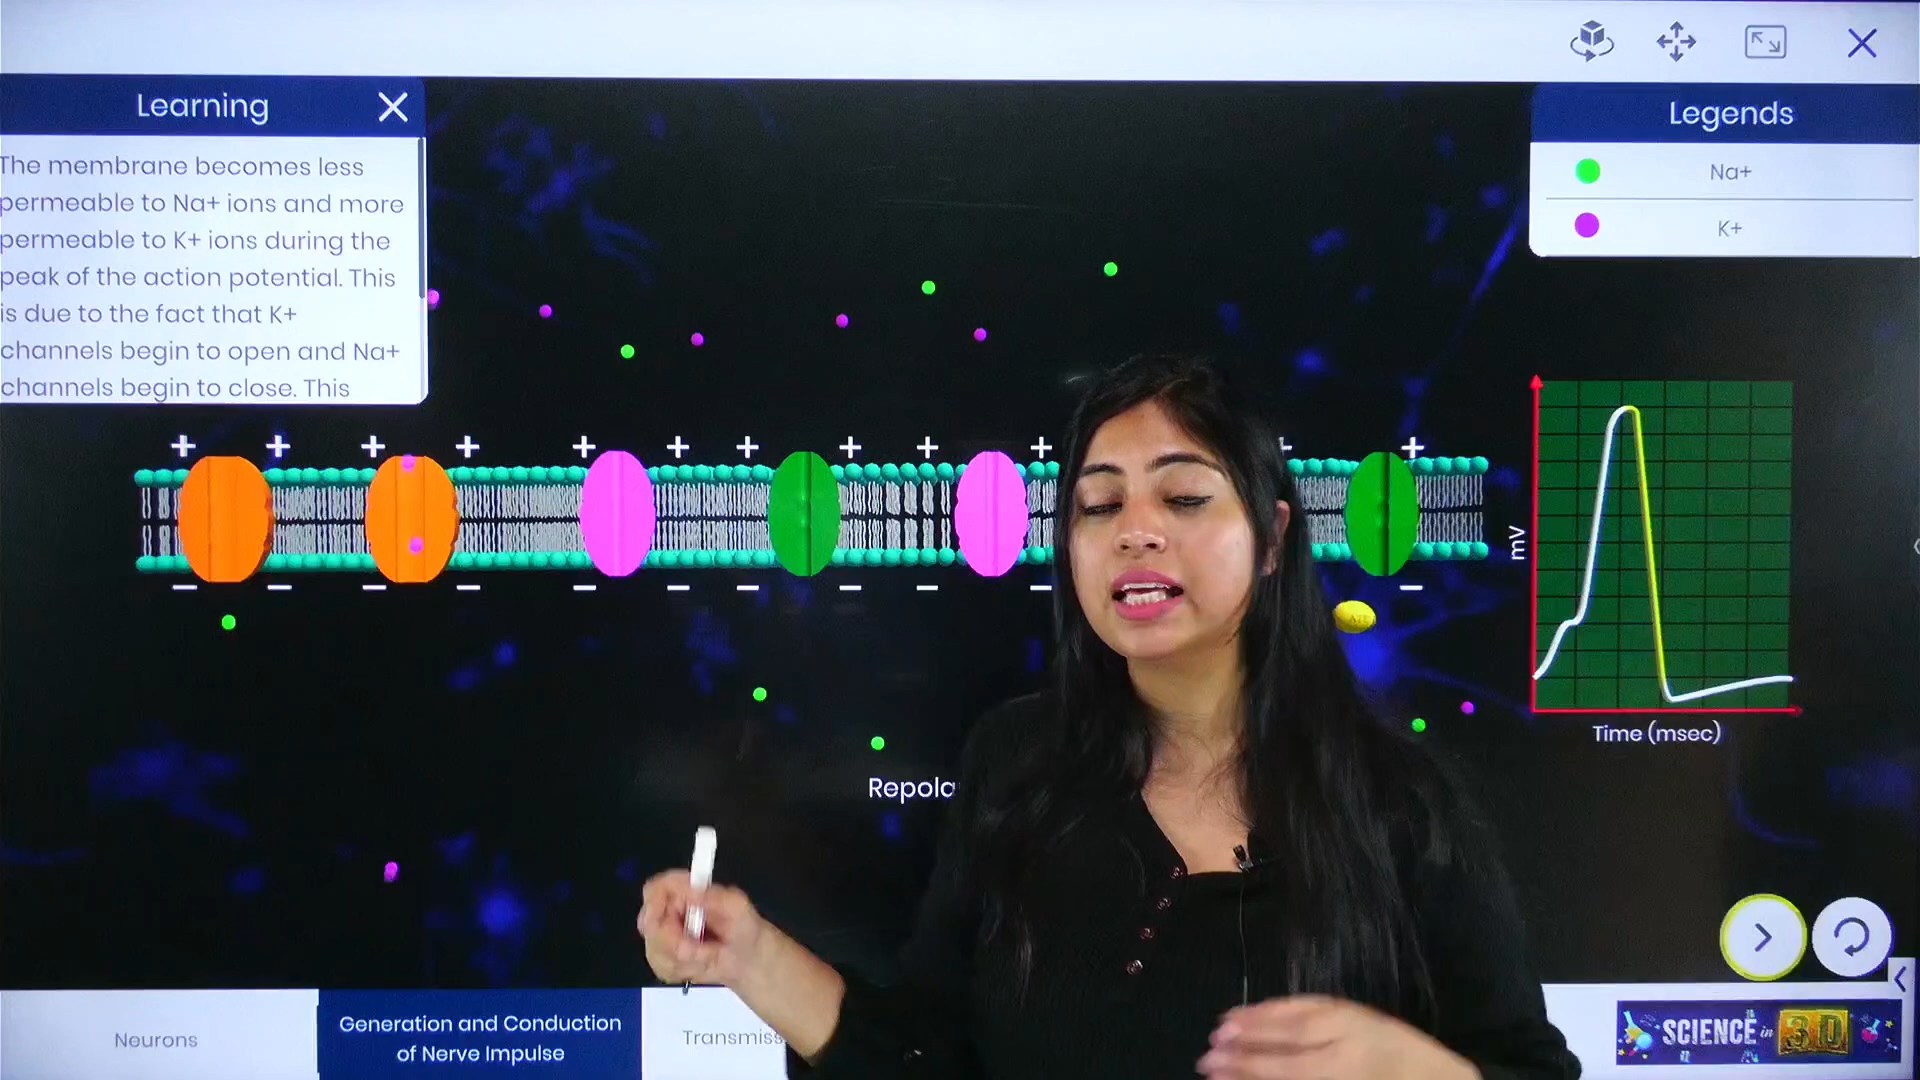 Learning
The membrane becomes less
permeable to Na+ ions and more
permeable to K+ ions during the
peak of the action potential. This
is due to the fact that K+
channels begin to open and Na+
channels begin to close. This
Legends
Na+
K+
+ + + + + + + + + + + +
− − − − − − − − − −
mV
Time (msec)
Repola
Neurons
Generation and Conduction
of Nerve Impulse
Transmiss
SCIENCE in 3D